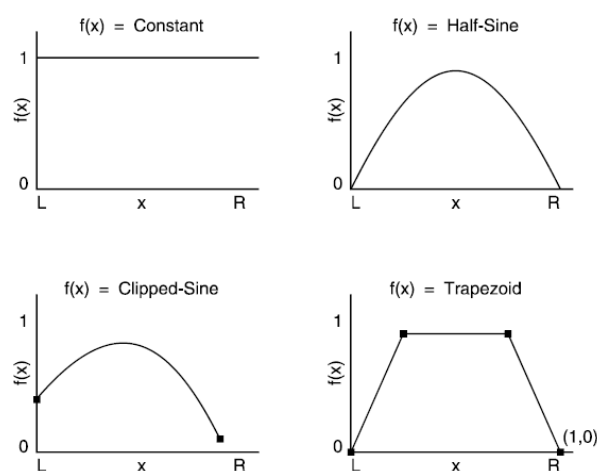 f(x) = Constant
1
f(x)
0
L x R
f(x) = Half-Sine
1
f(x)
0
L x R
f(x) = Clipped-Sine
1
f(x)
0
L x R
f(x) = Trapezoid
1
f(x)
0
(1,0)
L x R